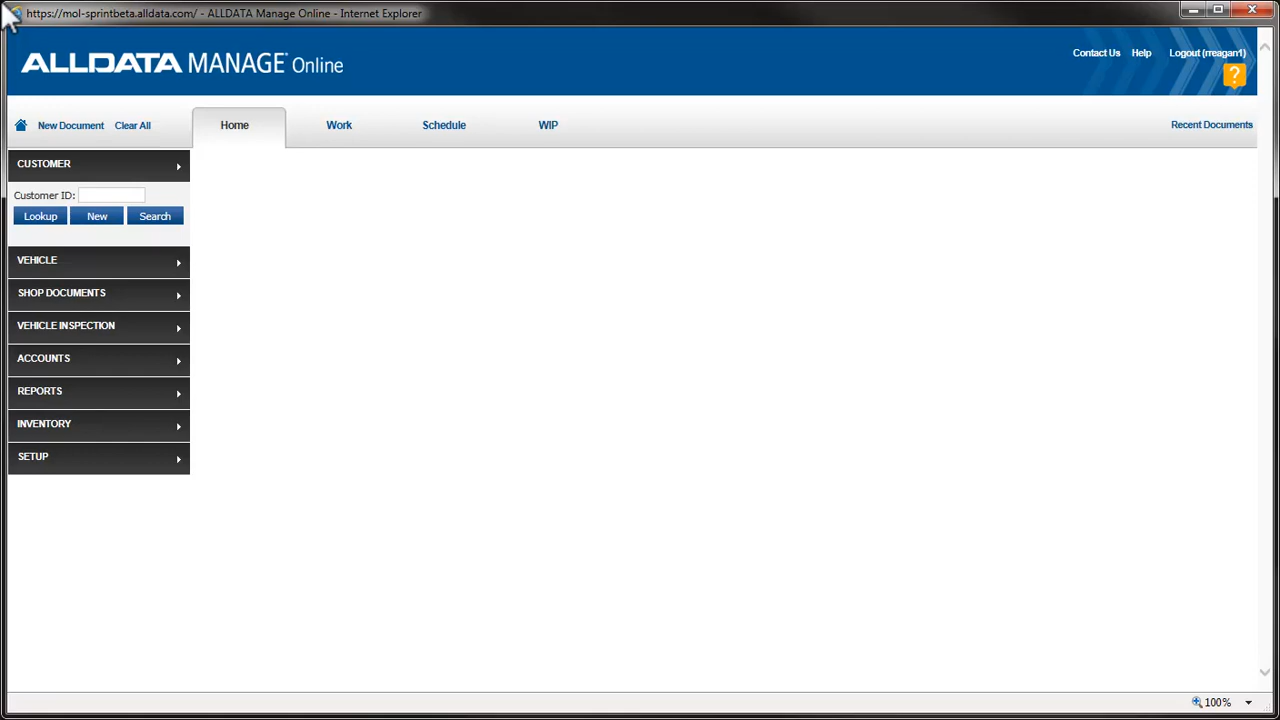 https://mol-sprintbeta.alldata.com/ - ALLDATA Manage Online - Internet Explorer
ALLDATA MANAGE Online
Contact Us Help Logout (rreagan1)
?
New Document Clear All Home Work Schedule WIP Recent Documents
CUSTOMER
Customer ID:
Lookup New Search
VEHICLE
SHOP DOCUMENTS
VEHICLE INSPECTION
ACCOUNTS
REPORTS
INVENTORY
SETUP
100%